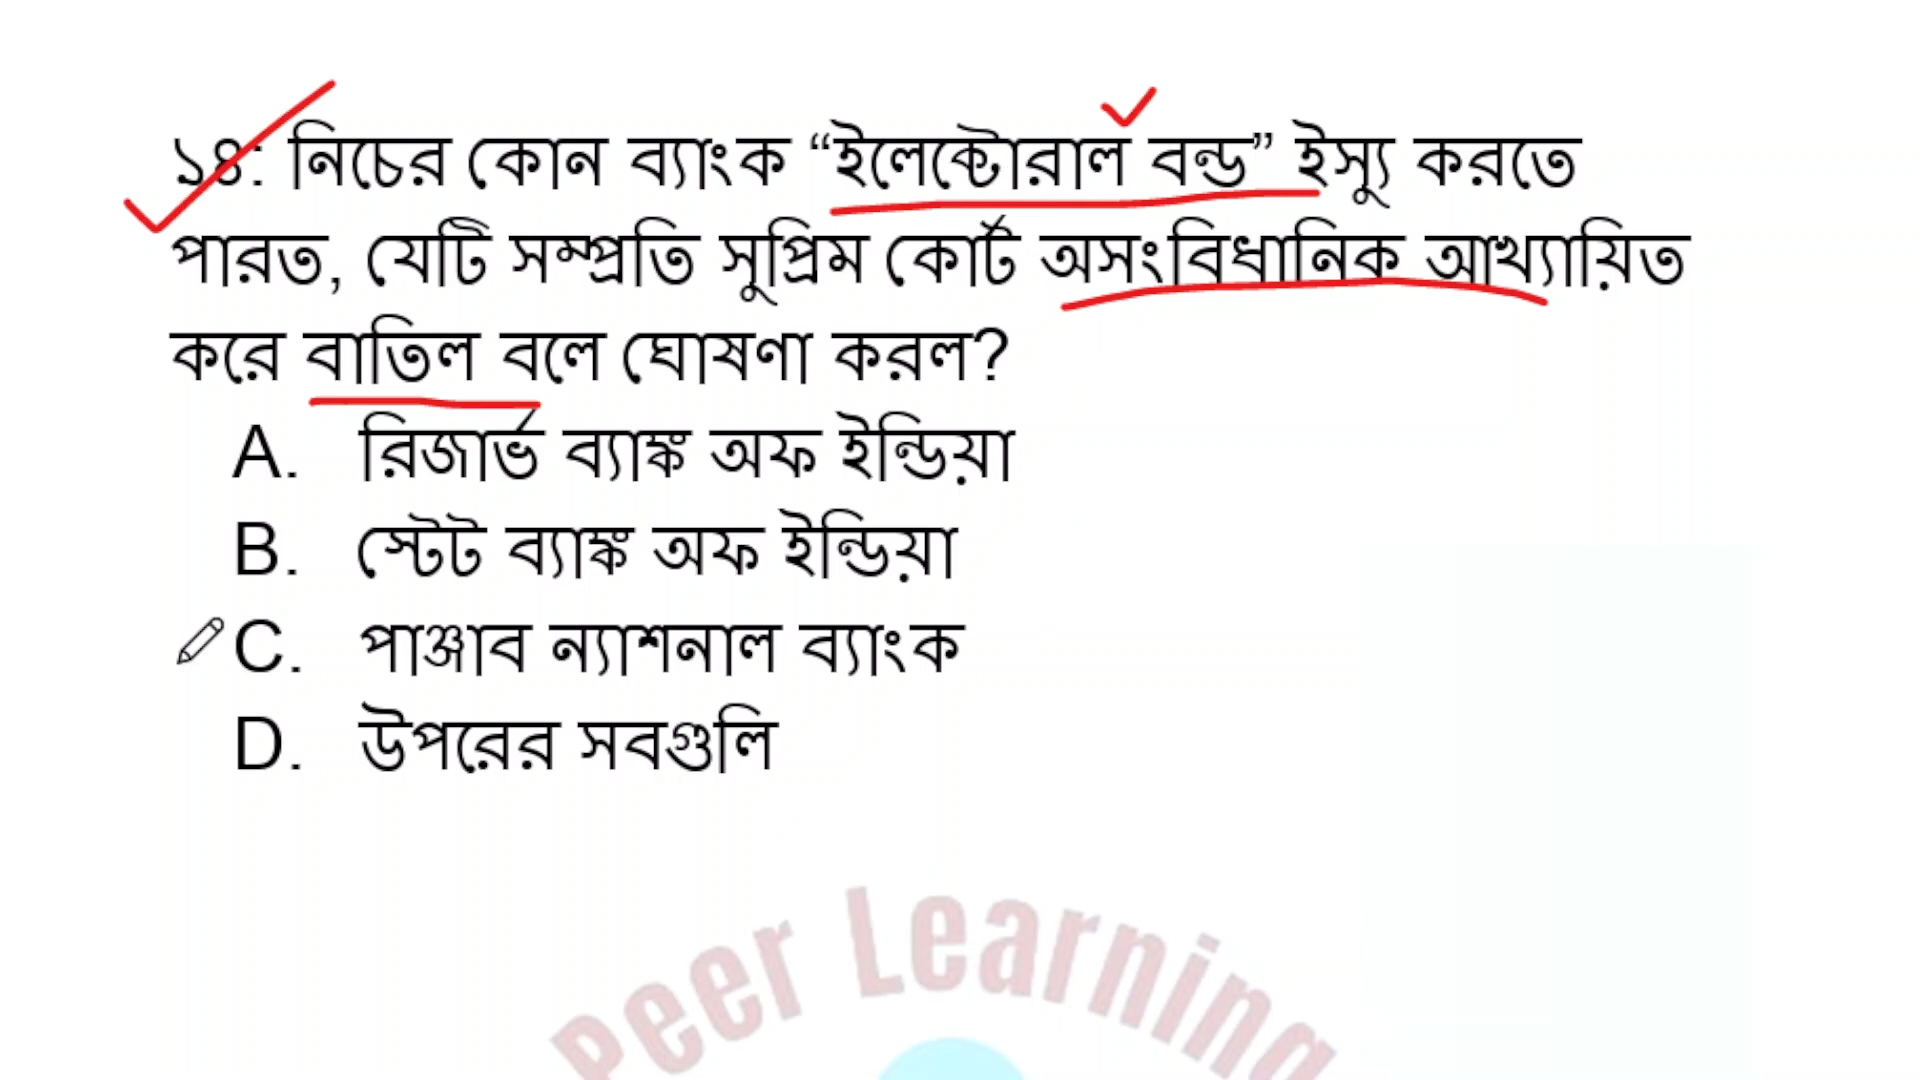 ১৪: নিচের কোন ব্যাংক “ইলেক্টোরাল বন্ড” ইস্যু করতে
পারত, যেটি সম্প্রতি সুপ্রিম কোর্ট অসংবিধানিক আখ্যায়িত
করে বাতিল বলে ঘোষণা করল?
A. রিজার্ভ ব্যাঙ্ক অফ ইন্ডিয়া
B. স্টেট ব্যাঙ্ক অফ ইন্ডিয়া
C. পাঞ্জাব ন্যাশনাল ব্যাংক
D. উপরের সবগুলি
Peer Learning